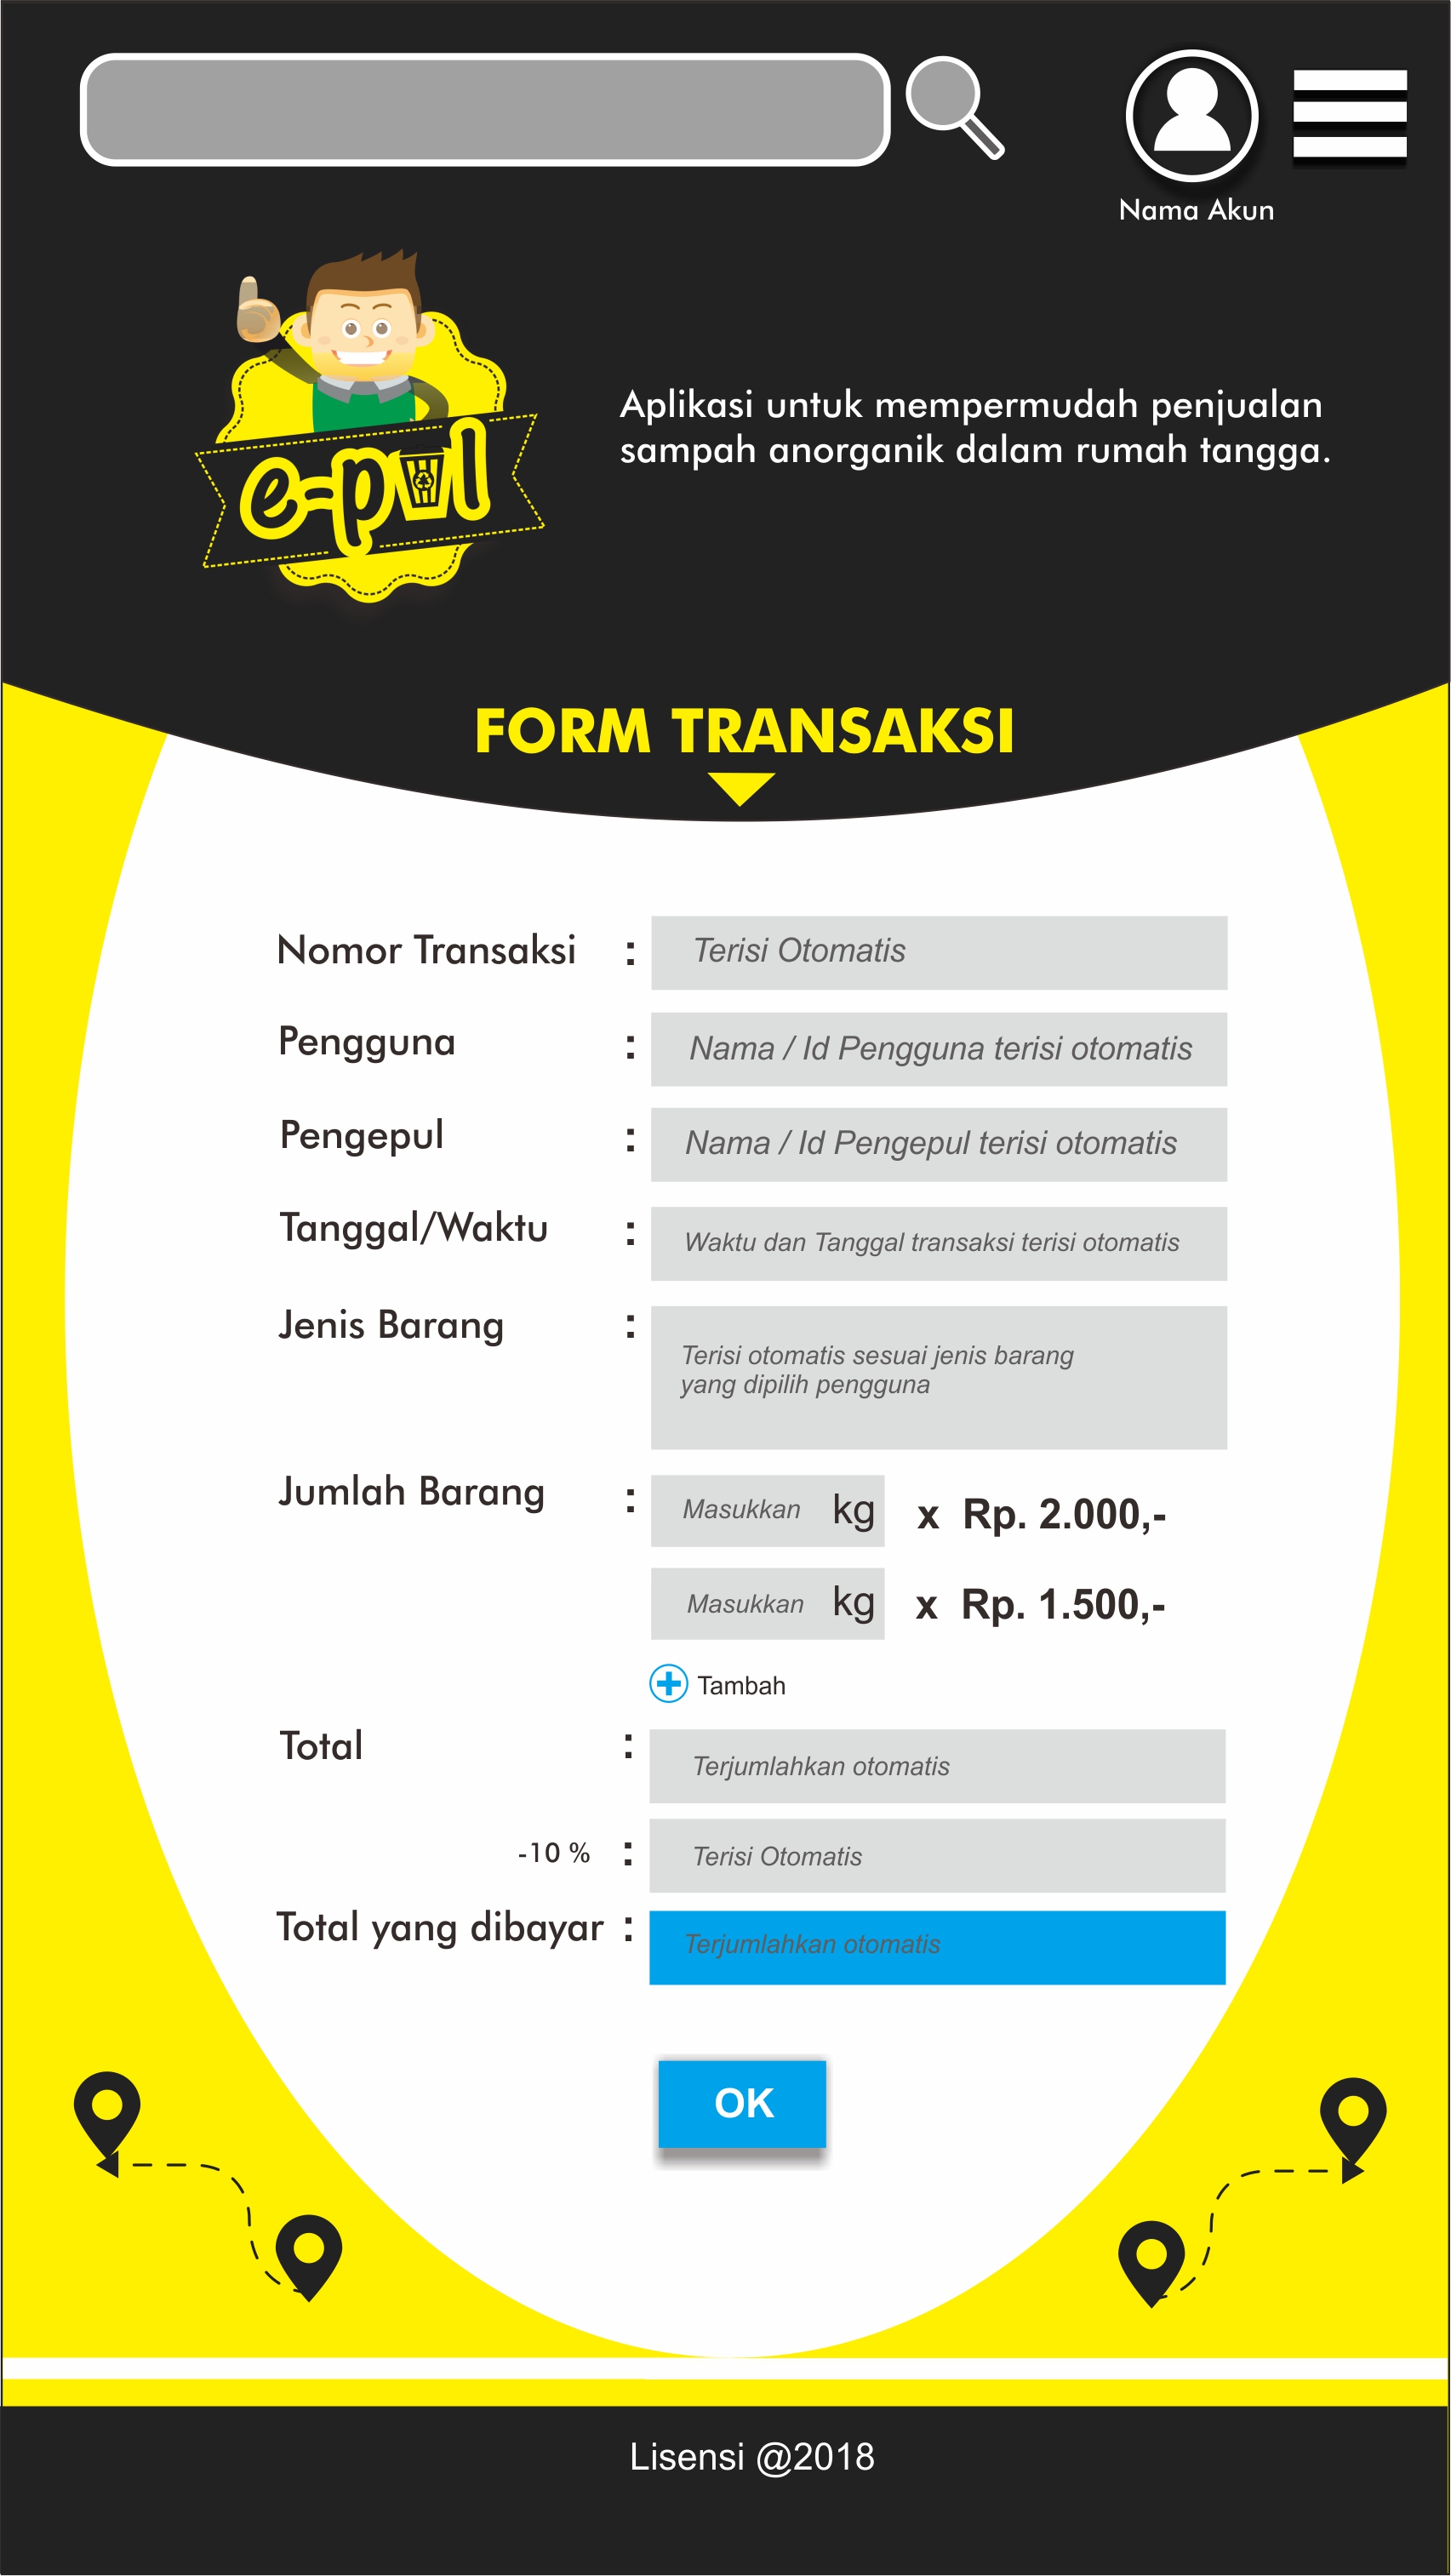 Nama Akun
e-pul
Aplikasi untuk mempermudah penjualan
sampah anorganik dalam rumah tangga.
FORM TRANSAKSI
Nomor Transaksi : Terisi Otomatis
Pengguna : Nama / Id Pengguna terisi otomatis
Pengepul : Nama / Id Pengepul terisi otomatis
Tanggal/Waktu : Waktu dan Tanggal transaksi terisi otomatis
Jenis Barang : Terisi otomatis sesuai jenis barang
yang dipilih pengguna
Jumlah Barang : Masukkan kg x Rp. 2.000,-
Masukkan kg x Rp. 1.500,-
Tambah
Total : Terjumlahkan otomatis
-10 % : Terisi Otomatis
Total yang dibayar : Terjumlahkan otomatis
OK
Lisensi @2018